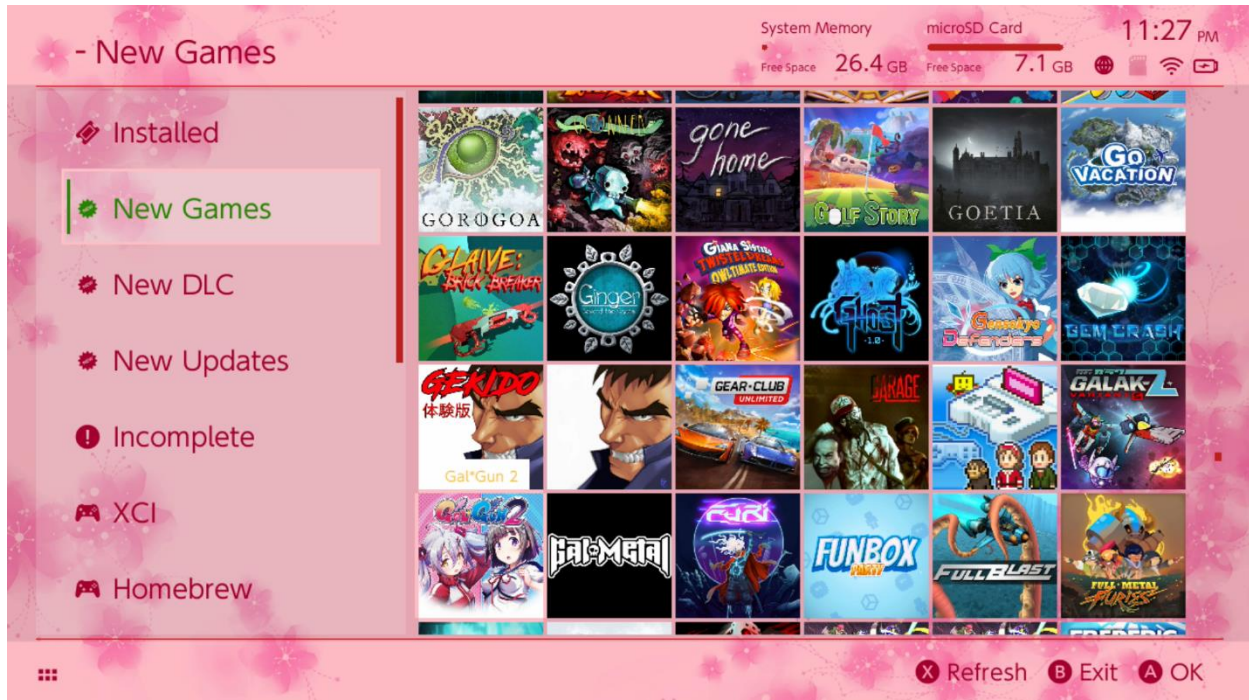 - New Games
System Memory
Free Space 26.4 GB
microSD Card
Free Space 7.1 GB
11:27 PM
Installed
New Games
New DLC
New Updates
Incomplete
XCI
Homebrew
GOROGOA
gone home
GOLF STORY
GOETIA
Go VACATION
GLAIVE: BRICK BREAKER
Ginger
GIANA SISTERS
TWISTED DREAMS
OWLTIMATE EDITION
GHOST
-1.0-
Gensokyo Defenders
GEM CRASH
GEKIDO
体験版
Gal*Gun 2
GEAR•CLUB
UNLIMITED
GARAGE
GALAK-Z
Gal Gun 2
Gal Metal
FURI
FUNBOX
PARTY
FULLBLAST
FULL METAL
FURIES
X Refresh
B Exit
A OK